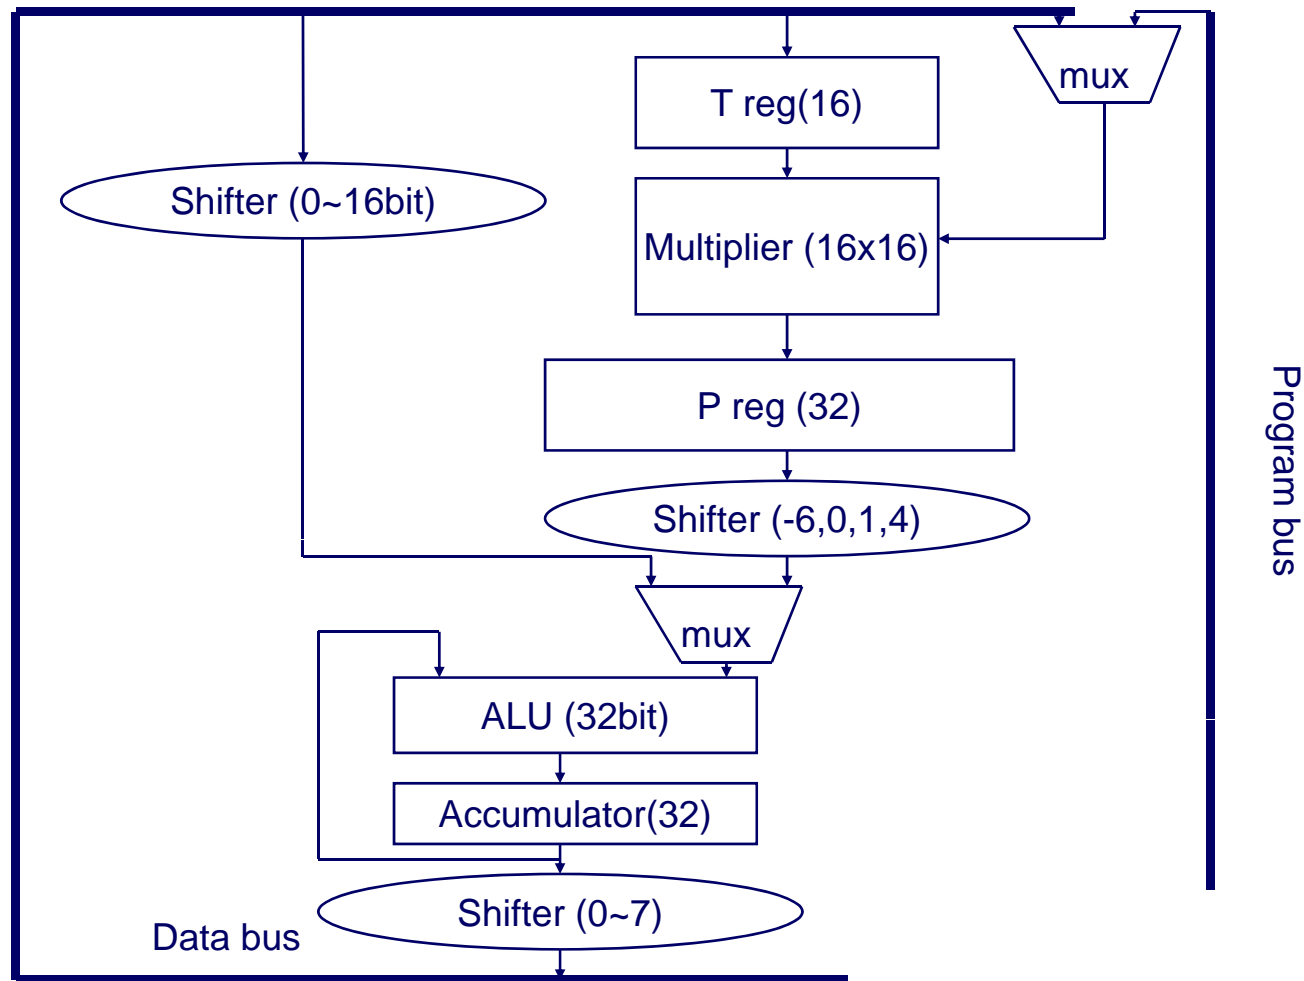 mux
T reg(16)
Shifter (0~16bit)
Multiplier (16x16)
P reg (32)
Program bus
Shifter (-6,0,1,4)
mux
ALU (32bit)
Accumulator(32)
Shifter (0~7)
Data bus